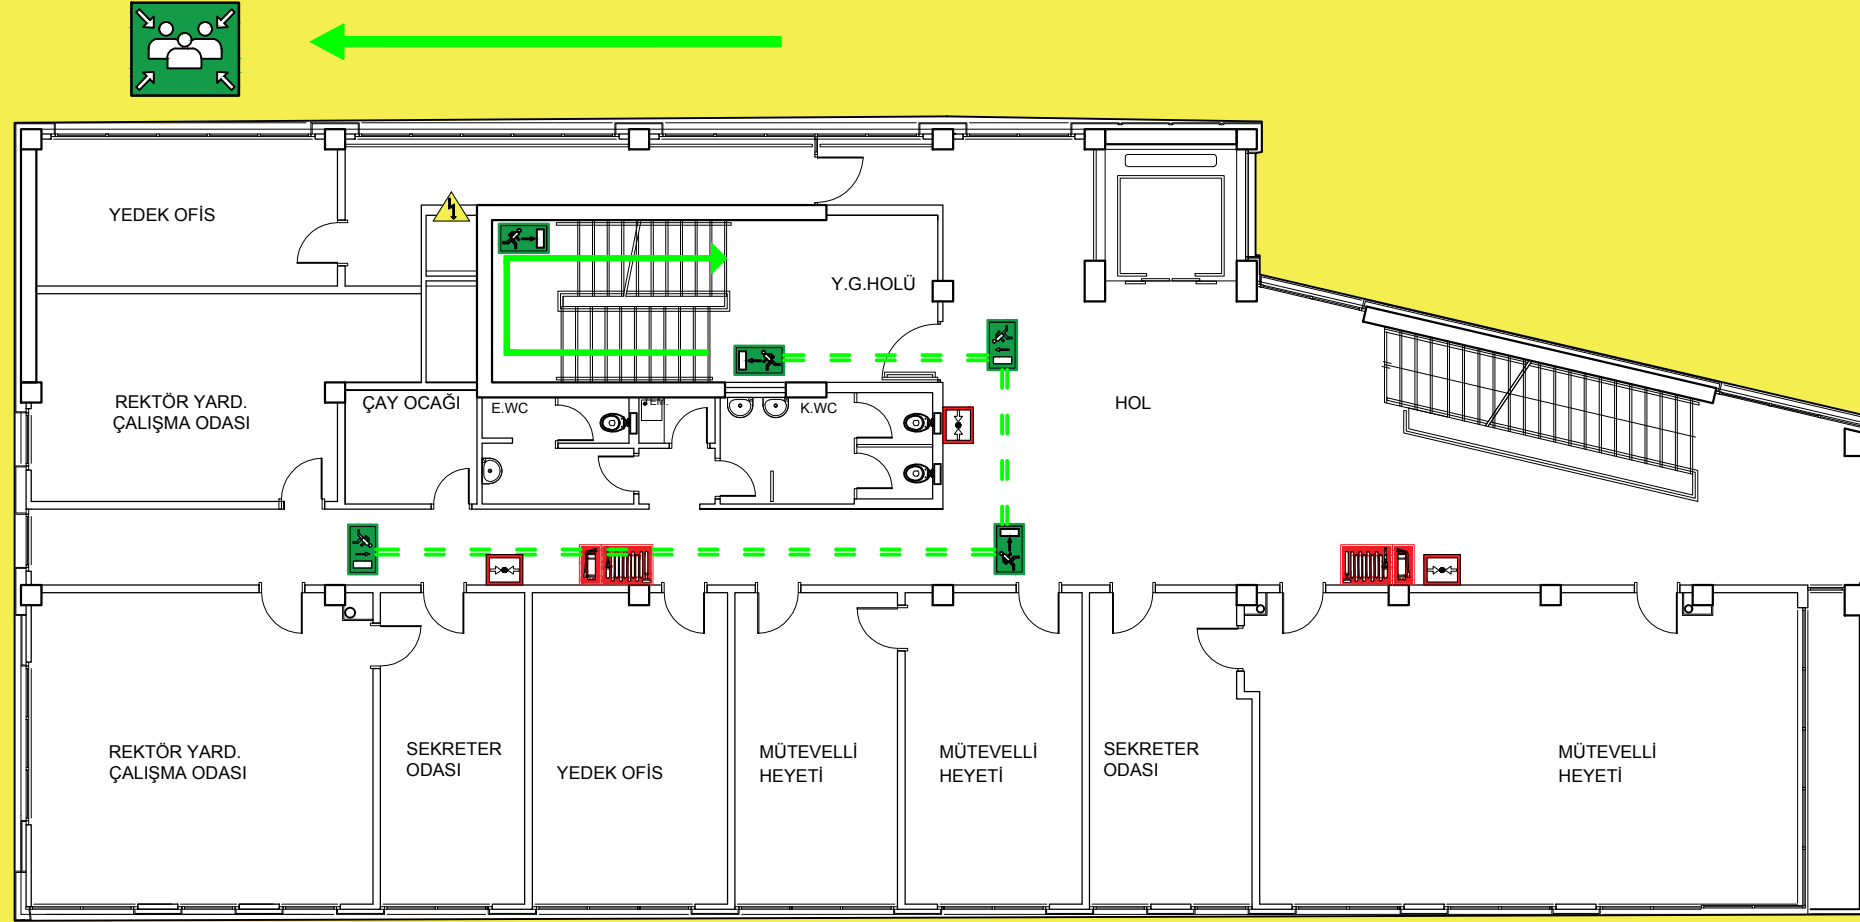 YEDEK OFİS
Y.G.HOLÜ
REKTÖR YARD.
ÇALIŞMA ODASI
ÇAY OCAĞI
E.WC
TEM.
K.WC
HOL
REKTÖR YARD.
ÇALIŞMA ODASI
SEKRETER
ODASI
YEDEK OFİS
MÜTEVELLİ
HEYETİ
MÜTEVELLİ
HEYETİ
SEKRETER
ODASI
MÜTEVELLİ
HEYETİ